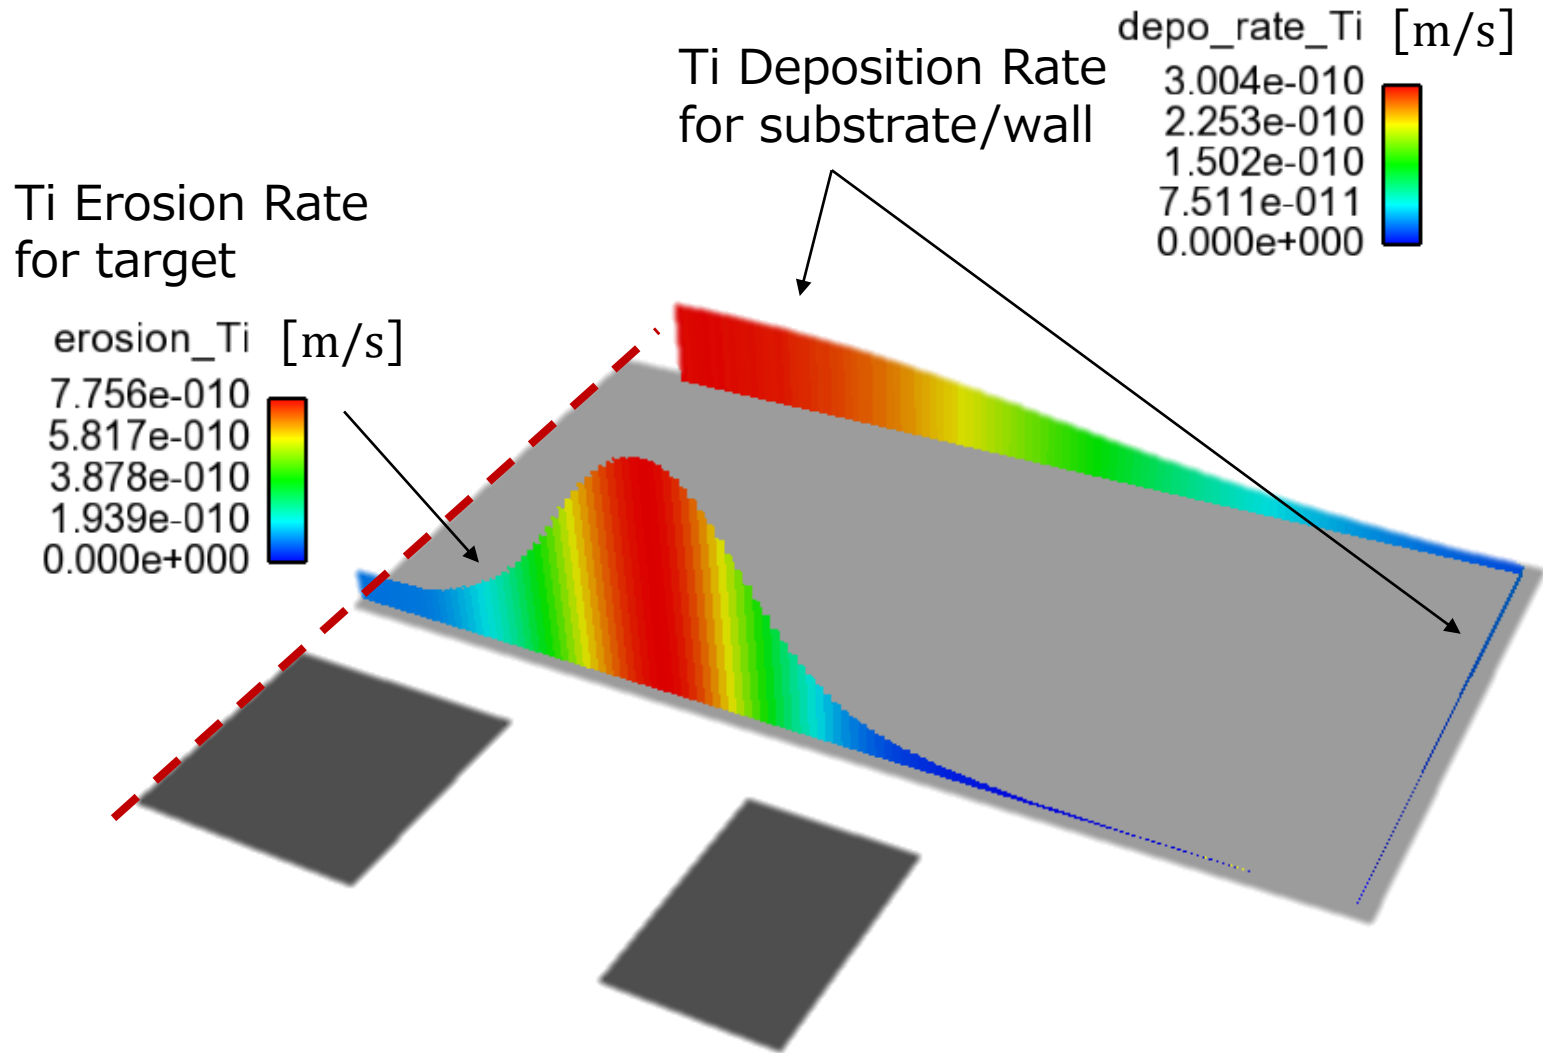 depo_rate_Ti [m/s]
3.004e-010
2.253e-010
1.502e-010
7.511e-011
0.000e+000
Ti Deposition Rate
for substrate/wall
Ti Erosion Rate
for target
erosion_Ti [m/s]
7.756e-010
5.817e-010
3.878e-010
1.939e-010
0.000e+000